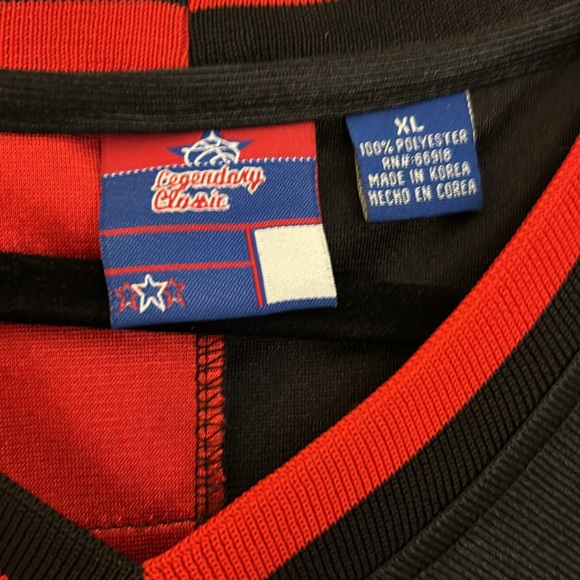 Legendary
Classic
XL
100% POLYESTER
RN#:66918
MADE IN KOREA
HECHO EN COREA